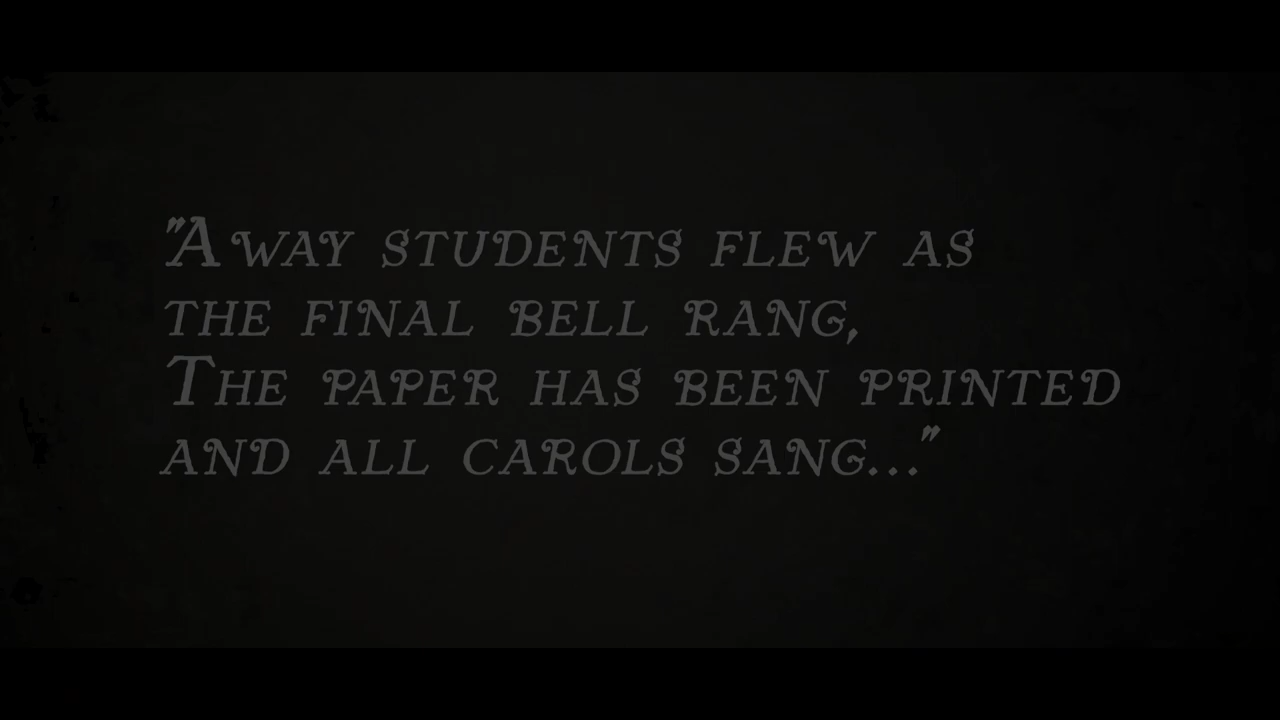 "Away students flew as
the final bell rang,
The paper has been printed
and all carols sang..."